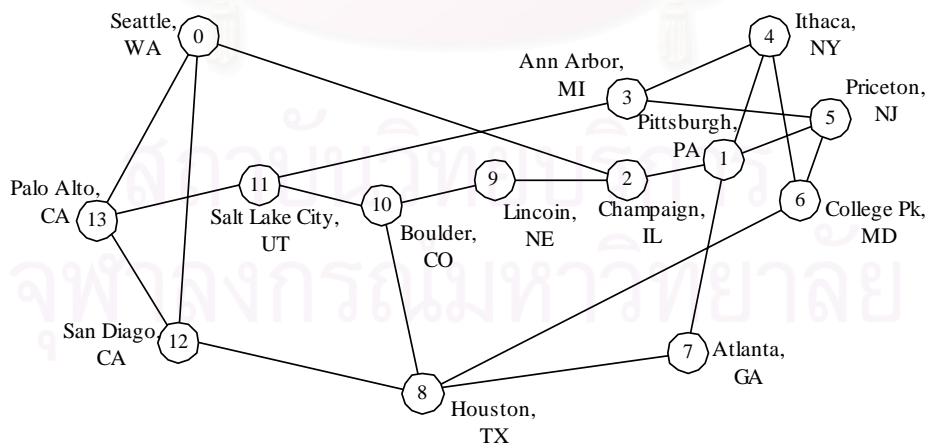 Seattle,
WA
0
Ithaca,
NY
4
Ann Arbor,
MI
3
Priceton,
NJ
5
Pittsburgh,
PA
1
สถาบันวิทยบริการ
Palo Alto,
CA
13
11
Salt Lake City,
UT
10
Boulder,
CO
9
Lincoin,
NE
2
Champaign,
IL
6
College Pk,
MD
จุฬาลงกรณ์มหาวิทยาลัย
San Diago,
CA
12
7
Atlanta,
GA
8
Houston,
TX